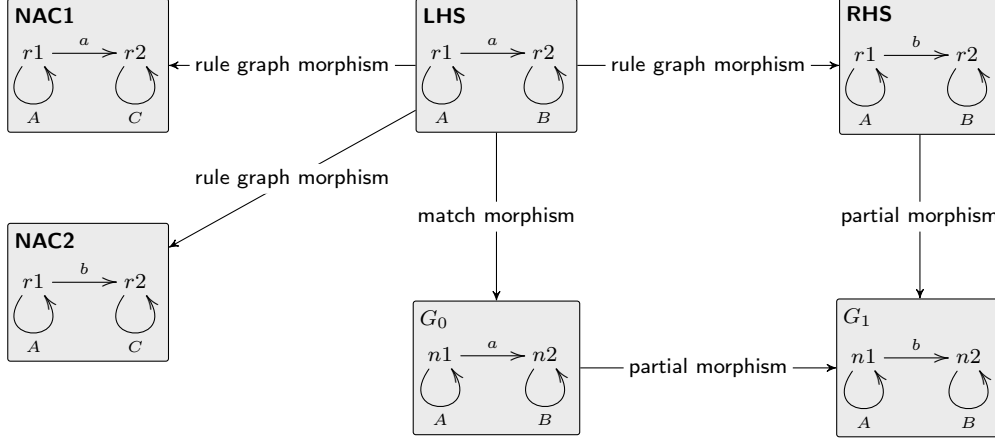 NAC1
r1 a r2
A C
rule graph morphism
LHS
r1 a r2
A B
rule graph morphism
RHS
r1 b r2
A B
rule graph morphism
match morphism
partial morphism
NAC2
r1 b r2
A C
G0
n1 a n2
A B
partial morphism
G1
n1 b n2
A B